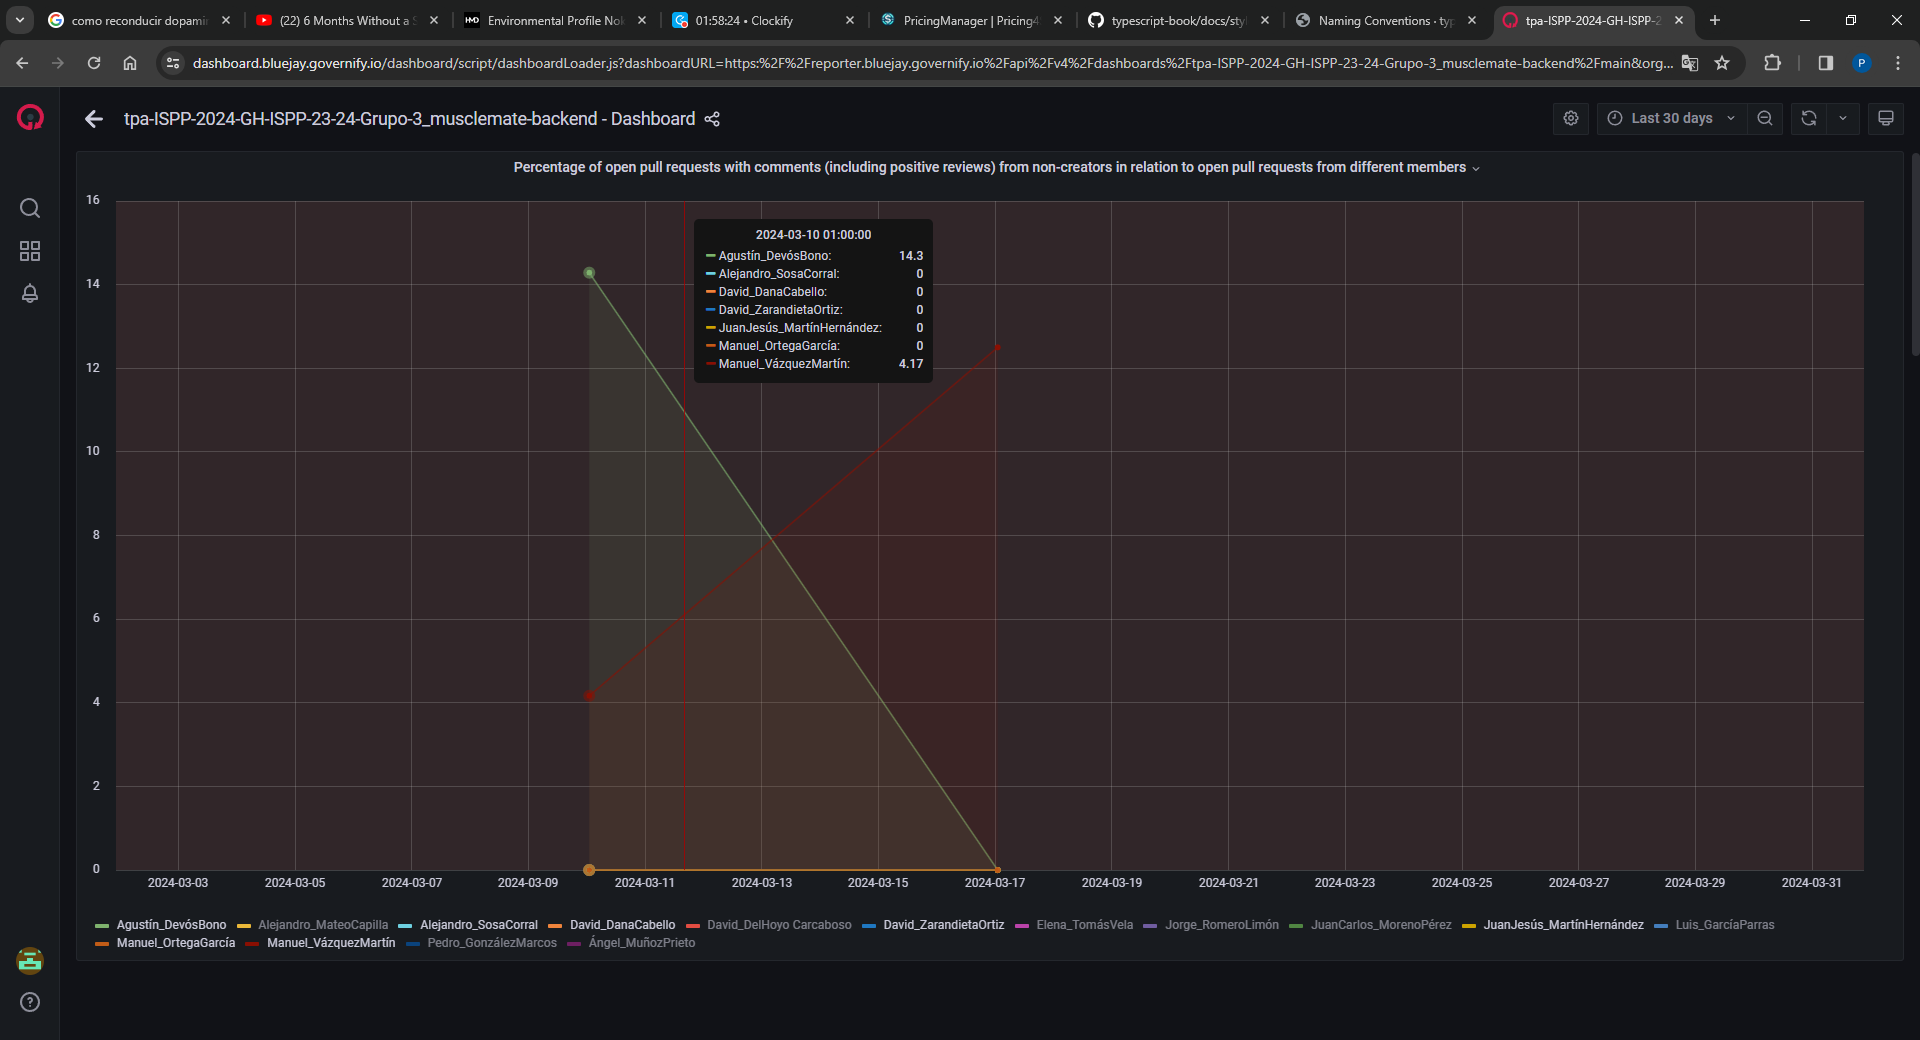 como reconducir dopami
(22) 6 Months Without a S
HMD
Environmental Profile Nok
01:58:24 • Clockify
PricingManager | Pricing4
typescript-book/docs/styl
Naming Conventions · typ
tpa-ISPP-2024-GH-ISPP-2
dashboard.bluejay.governify.io/dashboard/script/dashboardLoader.js?dashboardURL=https:%2F%2Freporter.bluejay.governify.io%2Fapi%2Fv4%2Fdashboards%2Ftpa-ISPP-2024-GH-ISPP-23-24-Grupo-3_musclemate-backend%2Fmain&org...
P
tpa-ISPP-2024-GH-ISPP-23-24-Grupo-3_musclemate-backend - Dashboard
Last 30 days
Percentage of open pull requests with comments (including positive reviews) from non-creators in relation to open pull requests from different members
16
14
12
10
8
6
4
2
0
2024-03-10 01:00:00
Agustín_DevósBono: 14.3
Alejandro_SosaCorral: 0
David_DanaCabello: 0
David_ZarandietaOrtiz: 0
JuanJesús_MartínHernández: 0
Manuel_OrtegaGarcía: 0
Manuel_VázquezMartín: 4.17
2024-03-03 2024-03-05 2024-03-07 2024-03-09 2024-03-11 2024-03-13 2024-03-15 2024-03-17 2024-03-19 2024-03-21 2024-03-23 2024-03-25 2024-03-27 2024-03-29 2024-03-31
Agustín_DevósBono Alejandro_MateoCapilla Alejandro_SosaCorral David_DanaCabello David_DelHoyo Carcaboso David_ZarandietaOrtiz Elena_TomásVela Jorge_RomeroLimón JuanCarlos_MorenoPérez JuanJesús_MartínHernández Luis_GarcíaParras
Manuel_OrtegaGarcía Manuel_VázquezMartín Pedro_GonzálezMarcos Ángel_MuñozPrieto